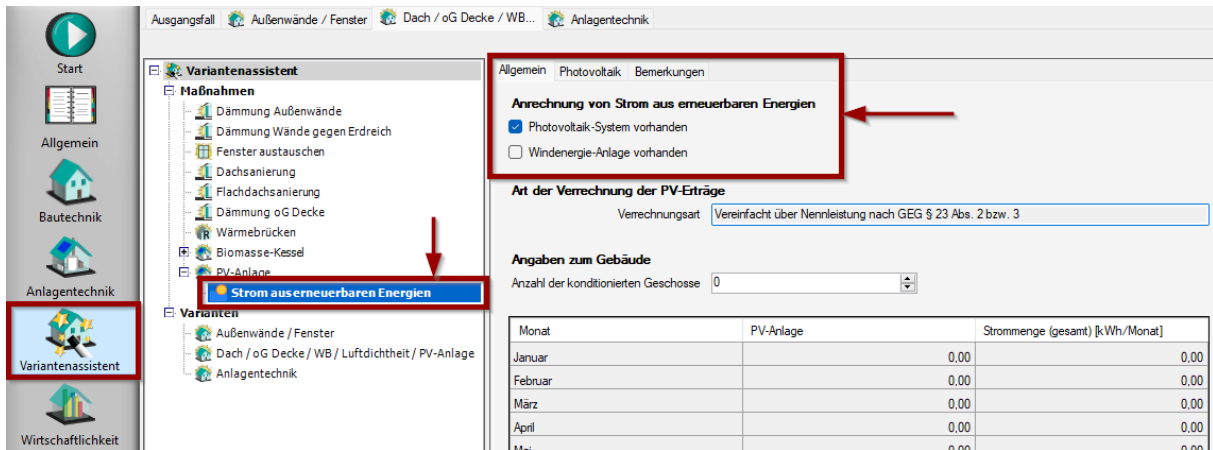 Ausgangsfall
Außenwände / Fenster
Dach / oG Decke / WB...
Anlagentechnik
Start
Allgemein
Bautechnik
Anlagentechnik
Variantenassistent
Wirtschaftlichkeit
Variantenassistent
Maßnahmen
Dämmung Außenwände
Dämmung Wände gegen Erdreich
Fenster austauschen
Dachsanierung
Flachdachsanierung
Dämmung oG Decke
Wärmebrücken
Biomasse-Kessel
PV-Anlage
Strom aus erneuerbaren Energien
Varianten
Außenwände / Fenster
Dach / oG Decke / WB / Luftdichtheit / PV-Anlage
Anlagentechnik
Allgemein Photovoltaik Bemerkungen
Anrechnung von Strom aus erneuerbaren Energien
Photovoltaik-System vorhanden
Windenergie-Anlage vorhanden
Art der Verrechnung der PV-Erträge
Verrechnungsart Vereinfacht über Nennleistung nach GEG § 23 Abs. 2 bzw. 3
Angaben zum Gebäude
Anzahl der konditionierten Geschosse 0
Monat PV-Anlage Strommenge (gesamt) [kWh/Monat]
Januar 0,00 0,00
Februar 0,00 0,00
März 0,00 0,00
April 0,00 0,00
Mai 0,00 0,00